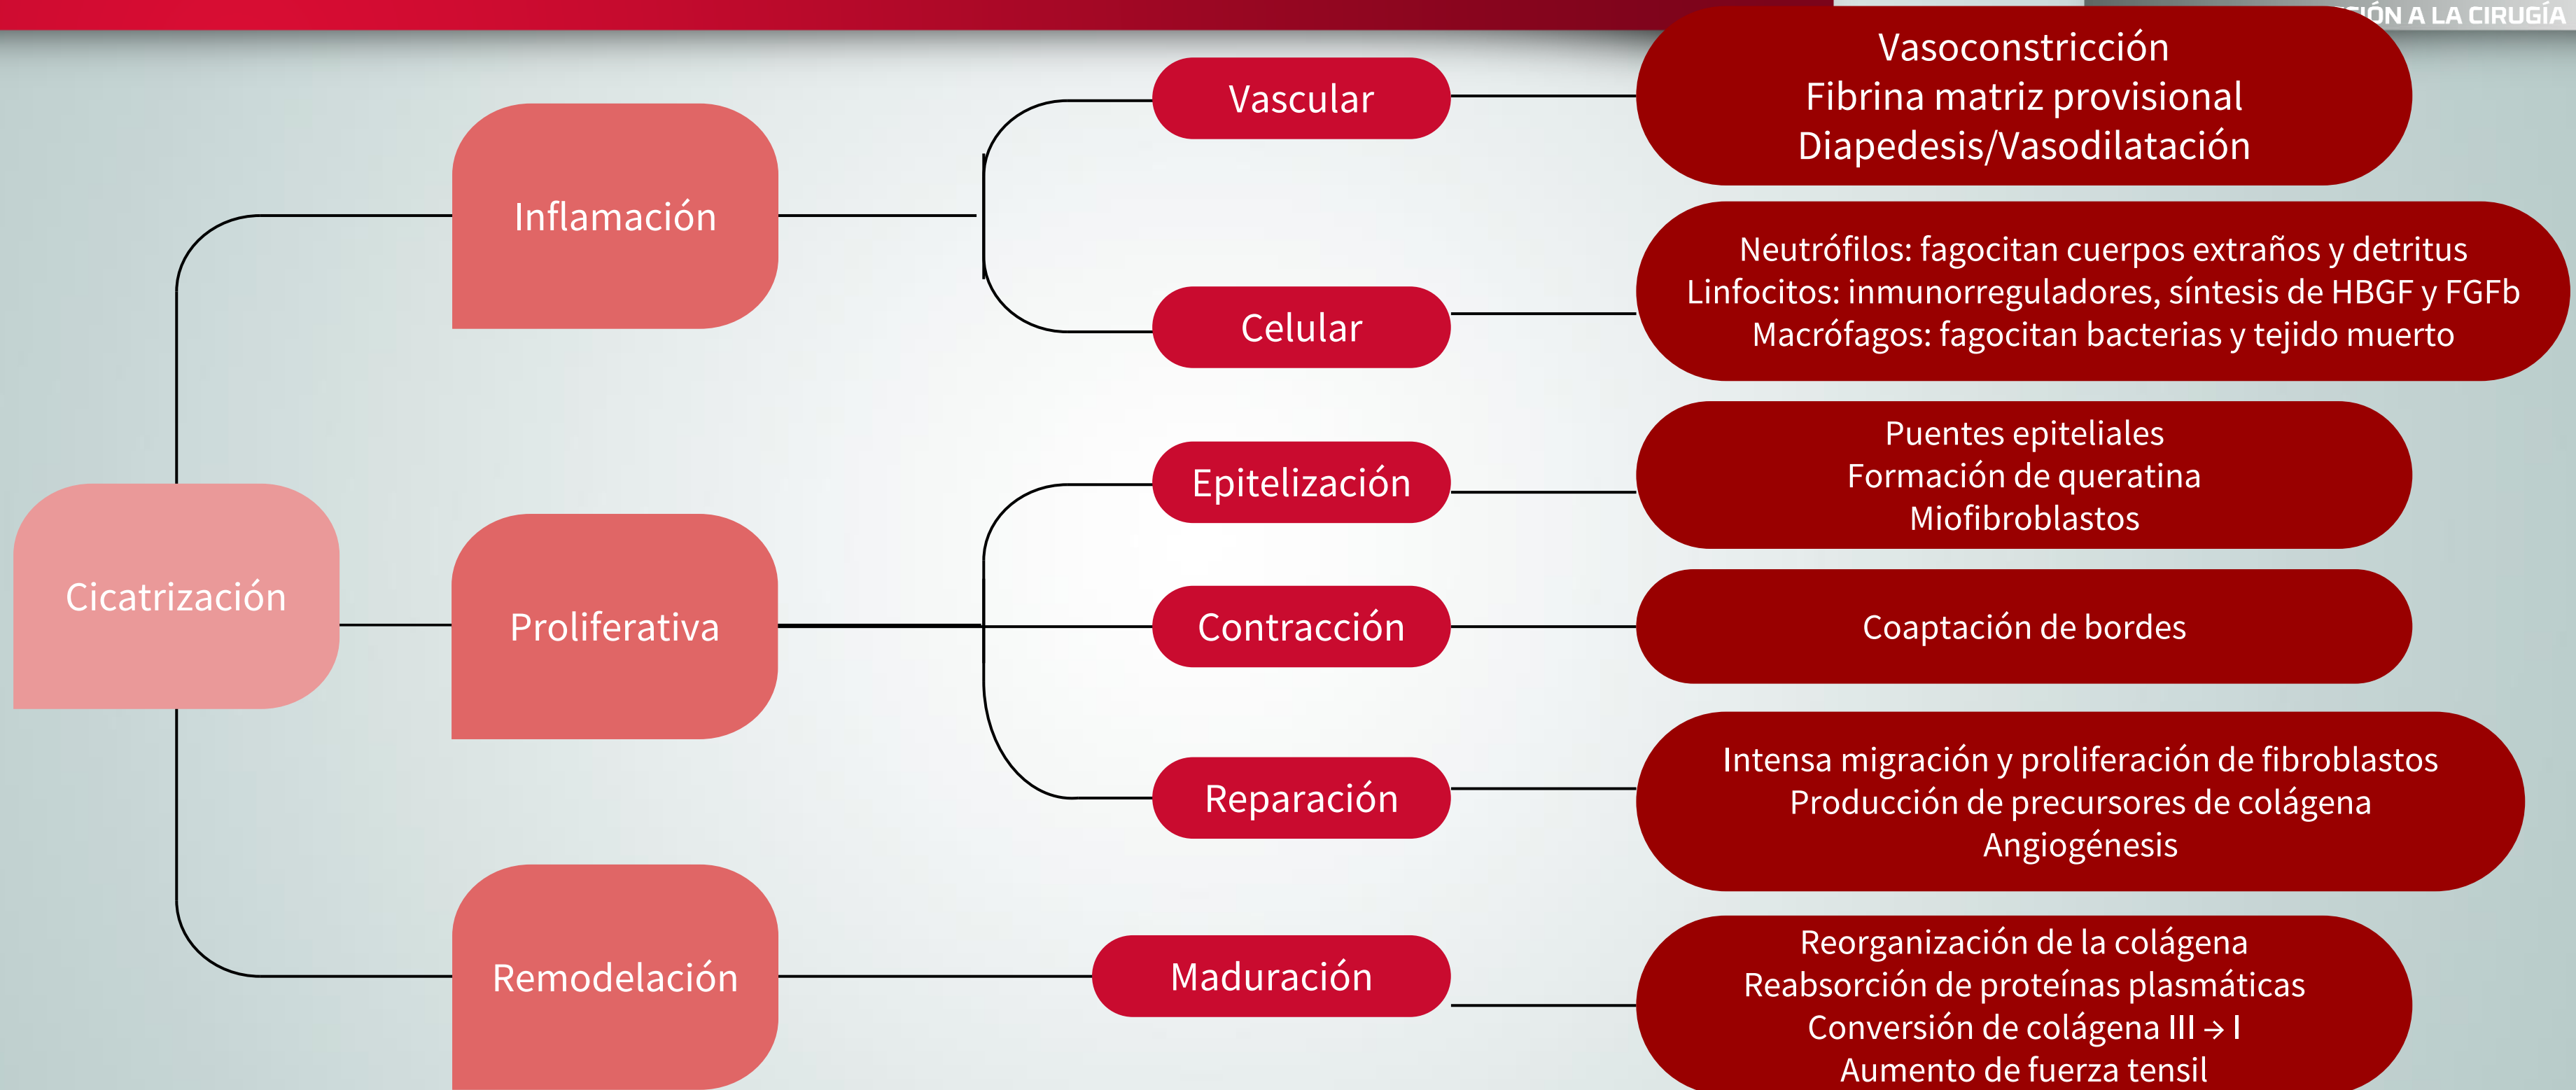 A LA CIRUGÍA
Cicatrización
Inflamación
Vascular
Vasoconstricción
Fibrina matriz provisional
Diapedesis/Vasodilatación
Celular
Neutrófilos: fagocitan cuerpos extraños y detritus
Linfocitos: inmunorreguladores, síntesis de HBGF y FGFb
Macrófagos: fagocitan bacterias y tejido muerto
Proliferativa
Epitelización
Puentes epiteliales
Formación de queratina
Miofibroblastos
Contracción
Coaptación de bordes
Reparación
Intensa migración y proliferación de fibroblastos
Producción de precursores de colágena
Angiogénesis
Remodelación
Maduración
Reorganización de la colágena
Reabsorción de proteínas plasmáticas
Conversión de colágena III → I
Aumento de fuerza tensil